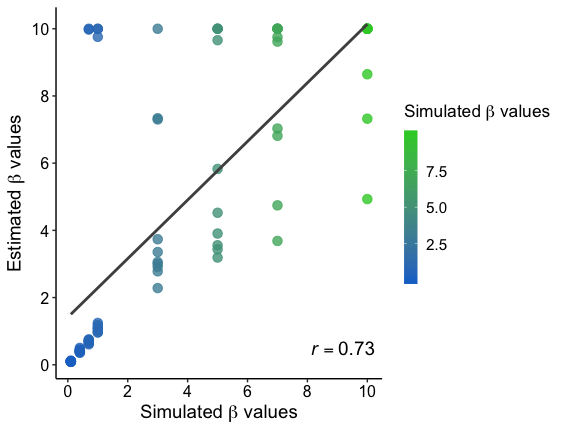 10
8
6
4
2
0
Estimated β values
0 2 4 6 8 10
Simulated β values
r = 0.73
Simulated β values
7.5
5.0
2.5